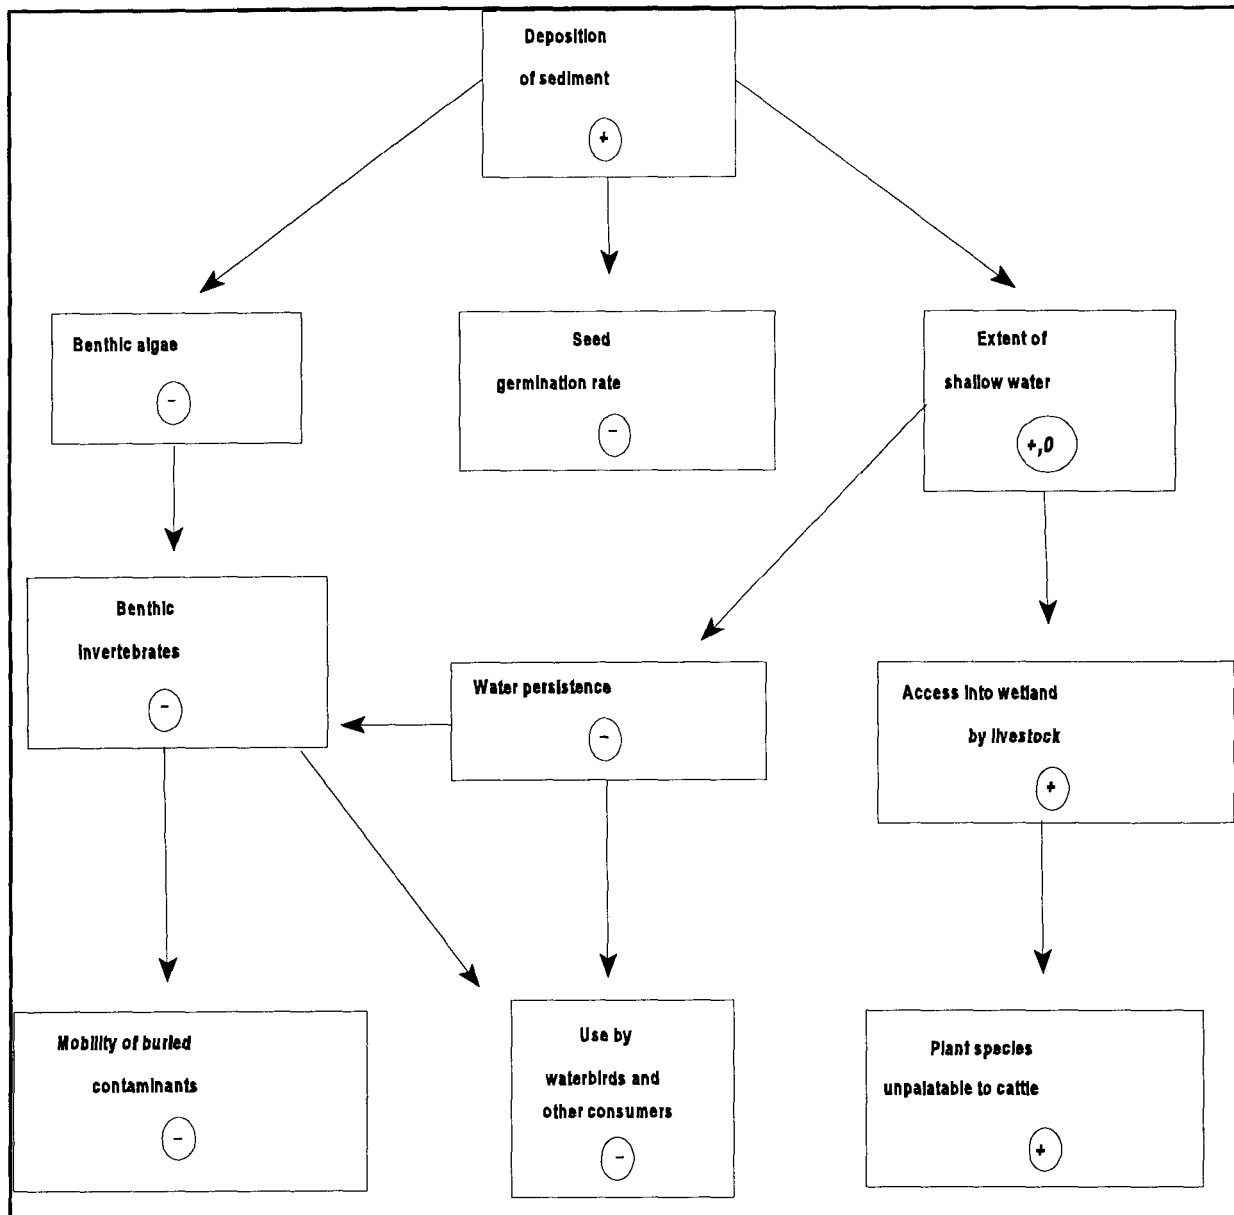 Deposition
of sediment
+
Benthic algae
-
Seed
germination rate
-
Extent of
shallow water
+,0
Benthic
invertebrates
-
Water persistence
-
Access into wetland
by livestock
+
Mobility of buried
contaminants
-
Use by
waterbirds and
other consumers
-
Plant species
unpalatable to cattle
+